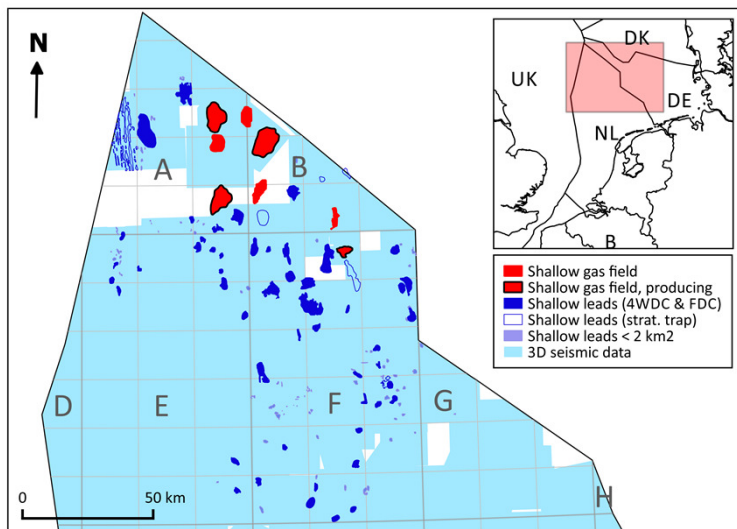 N
A
B
D
E
F
G
H
0
50 km
DK
UK
DE
NL
B
Shallow gas field
Shallow gas field, producing
Shallow leads (4WDC & FDC)
Shallow leads (strat. trap)
Shallow leads < 2 km2
3D seismic data